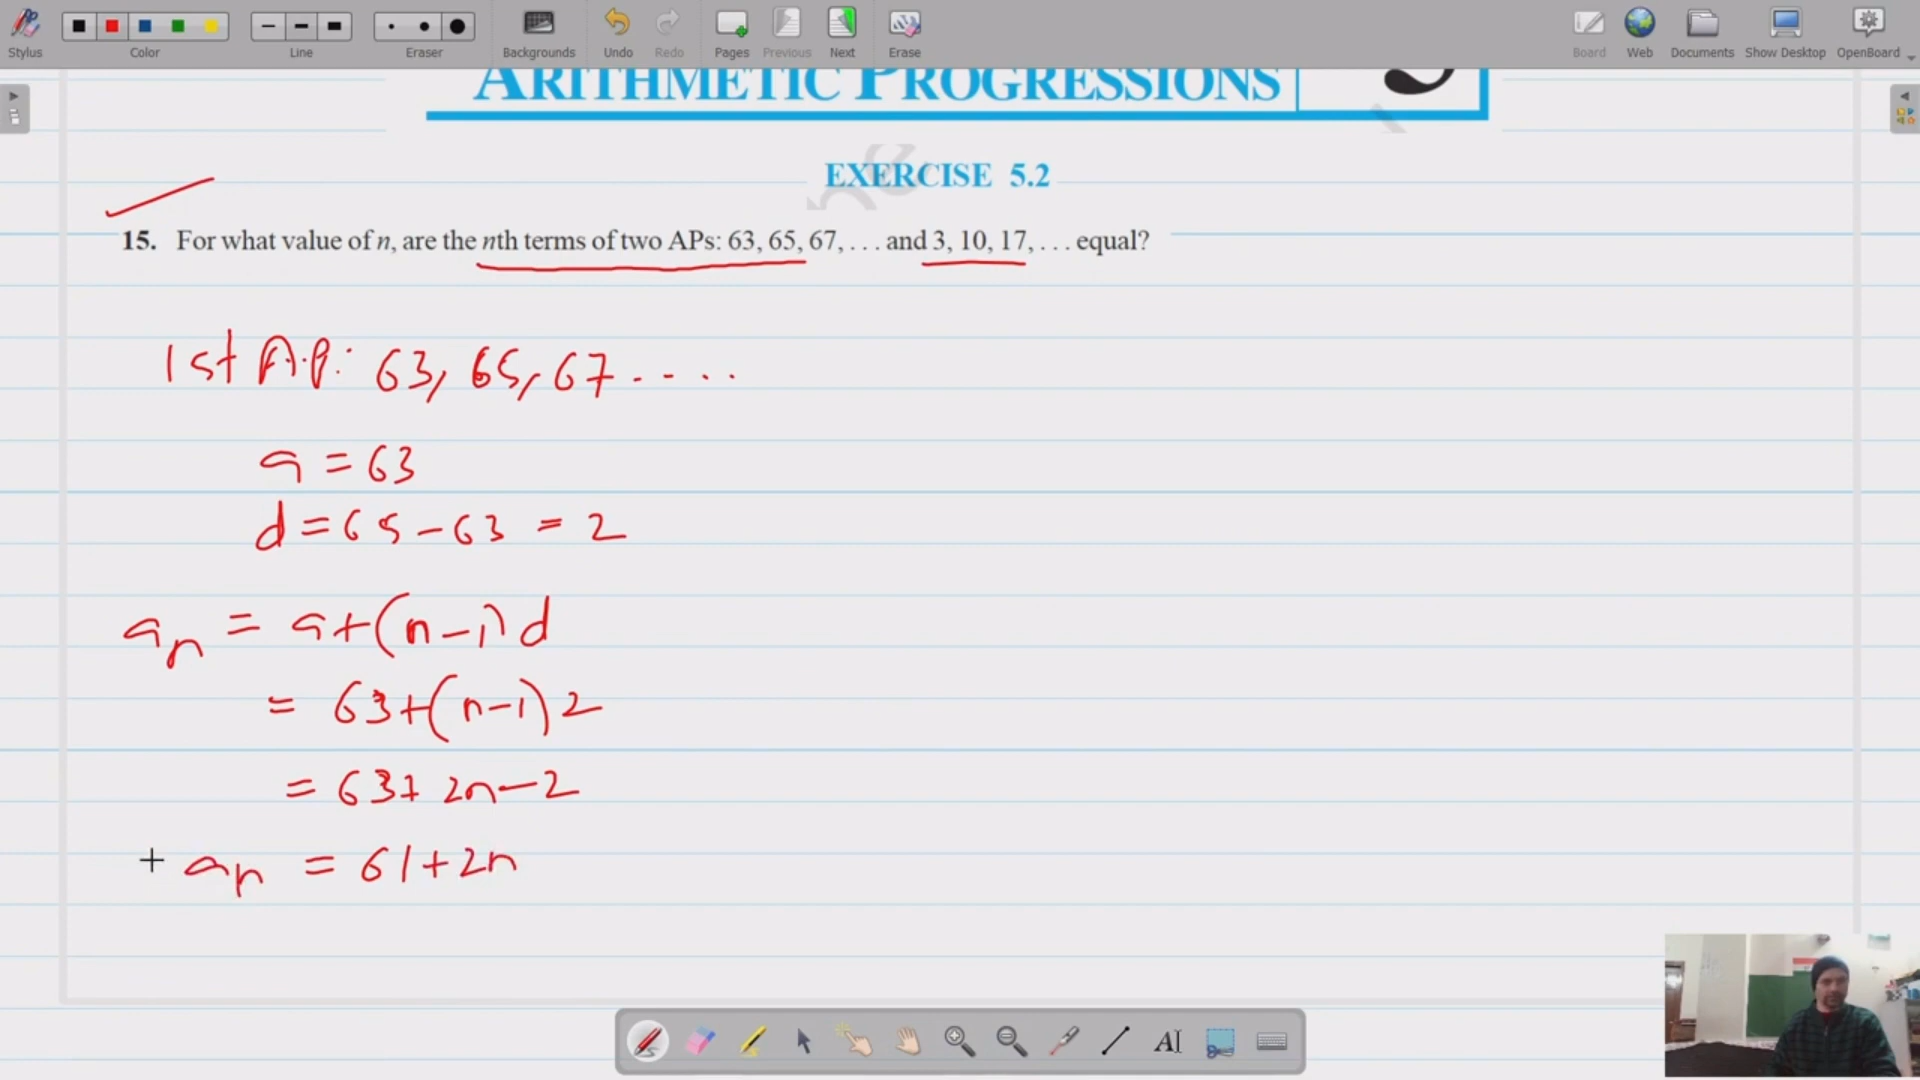 Stylus
Color
Line
Eraser
Backgrounds
Undo
Redo
Pages
Previous
Next
Erase
Board
Web
Documents
Show Desktop
OpenBoard
ARITHMETIC PROGRESSIONS
EXERCISE 5.2
15. For what value of n, are the nth terms of two APs: 63, 65, 67, . . . and 3, 10, 17, . . . equal?
1st A.P: 63, 65, 67 . . . .
a = 63
d = 65 - 63 = 2
an = a+(n-1)d
= 63+(n-1)2
= 63+2n-2
an = 61+2n